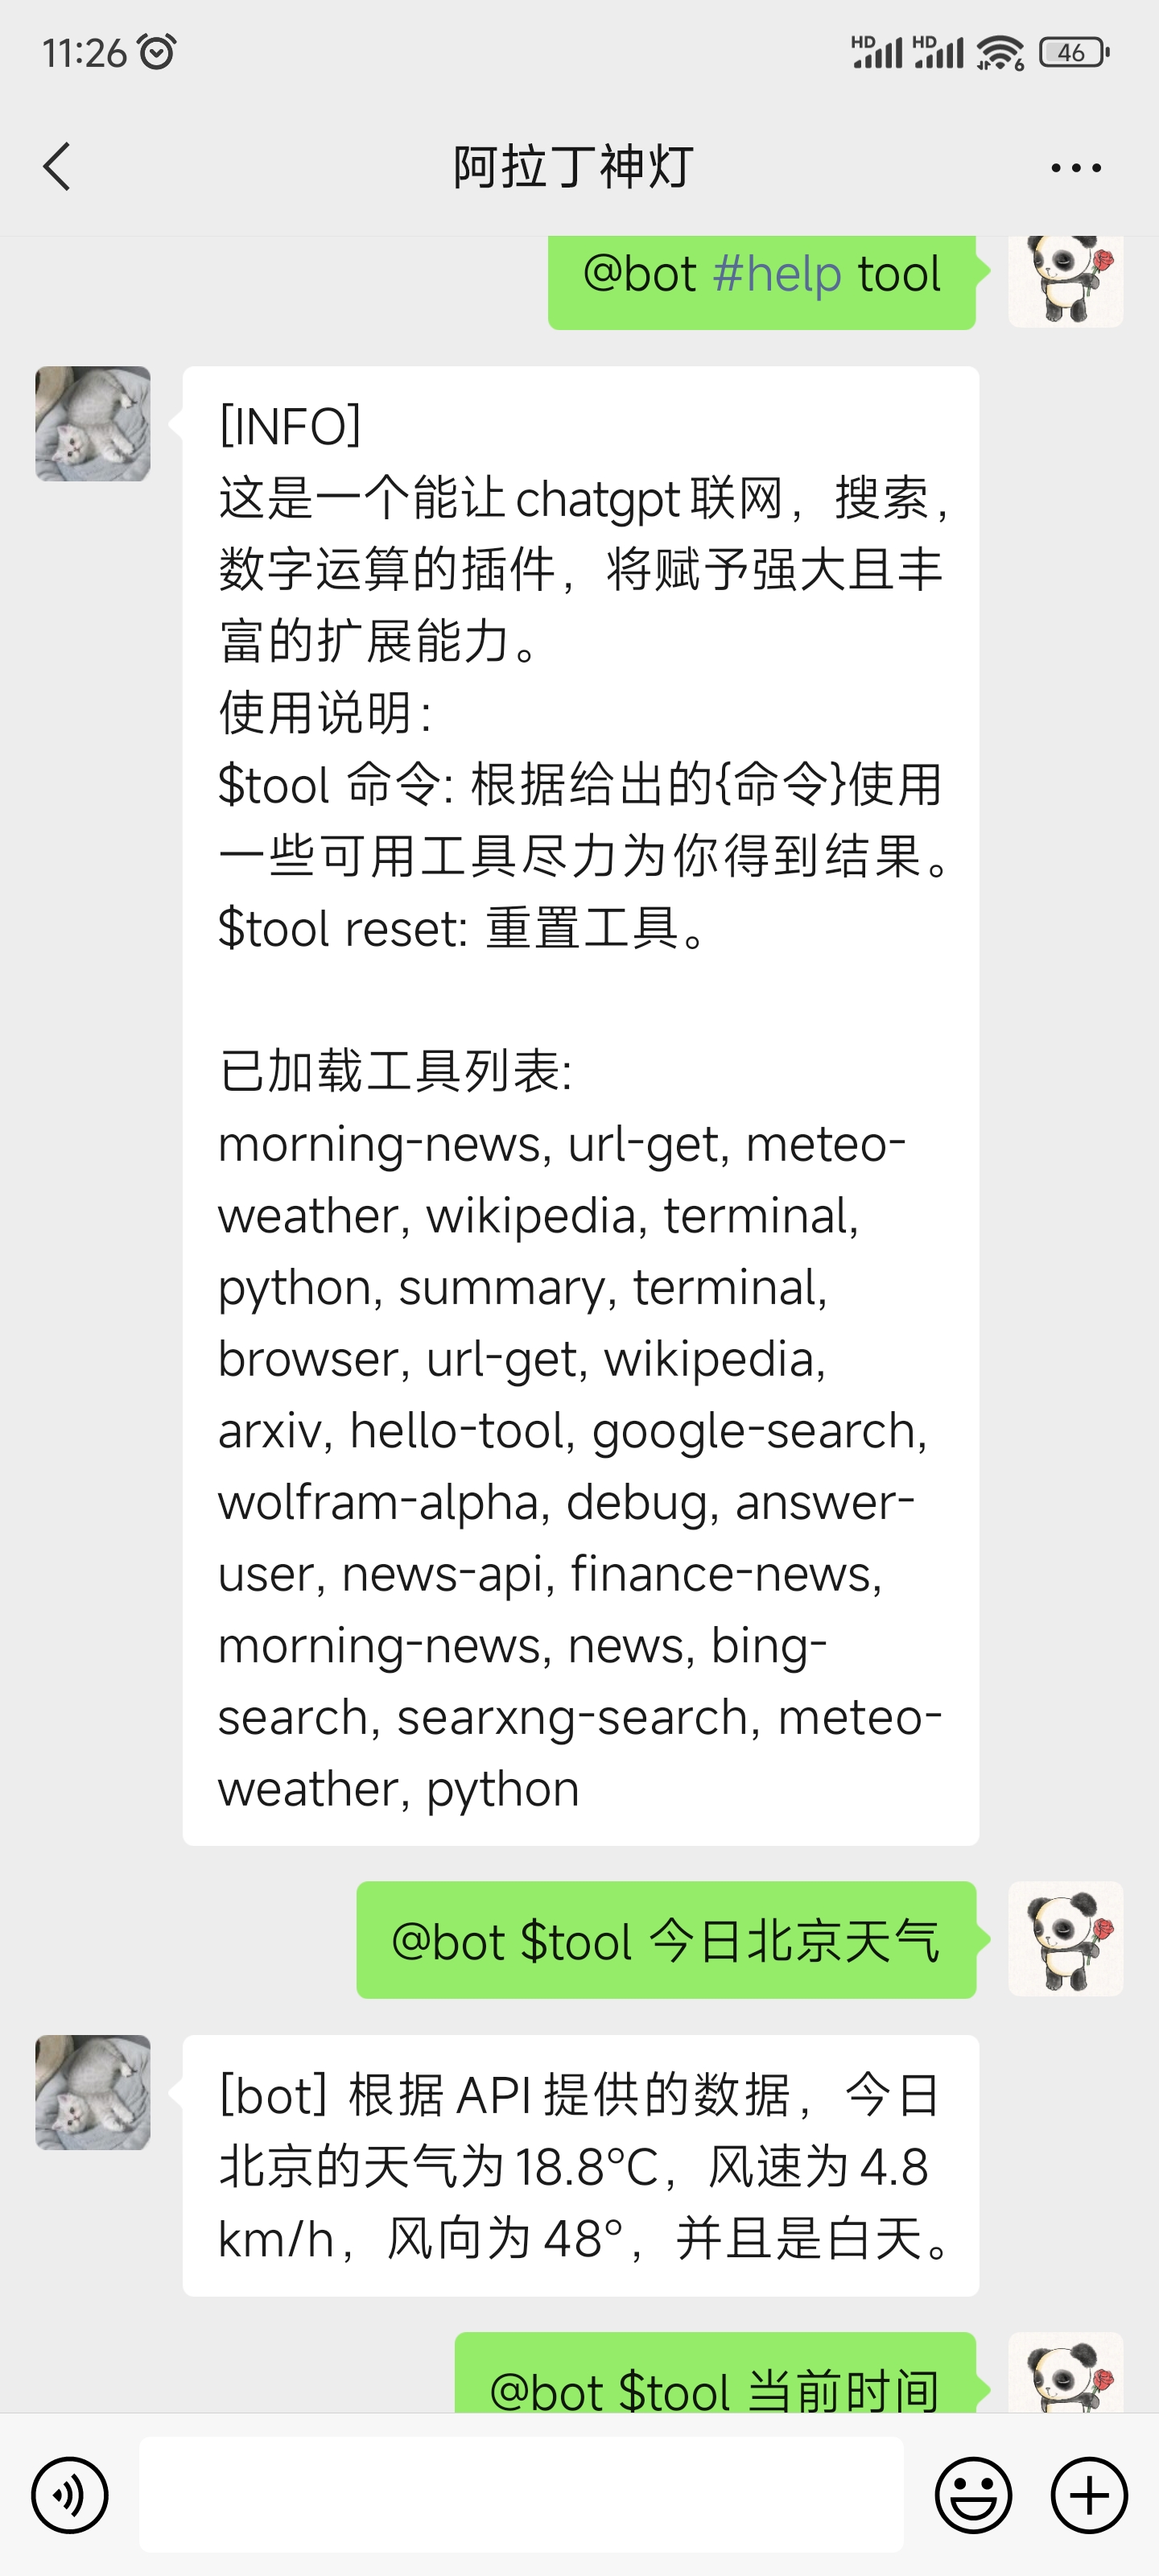 11:26
HD HD 6 46
阿拉丁神灯
@bot #help tool
[INFO]
这是一个能让chatgpt联网，搜索，
数字运算的插件，将赋予强大且丰
富的扩展能力。
使用说明：
$tool 命令: 根据给出的{命令}使用
一些可用工具尽力为你得到结果。
$tool reset: 重置工具。
已加载工具列表:
morning-news, url-get, meteo-
weather, wikipedia, terminal,
python, summary, terminal,
browser, url-get, wikipedia,
arxiv, hello-tool, google-search,
wolfram-alpha, debug, answer-
user, news-api, finance-news,
morning-news, news, bing-
search, searxng-search, meteo-
weather, python
@bot $tool 今日北京天气
[bot] 根据 API 提供的数据，今日
北京的天气为 18.8°C，风速为 4.8
km/h，风向为 48°，并且是白天。
@bot $tool 当前时间